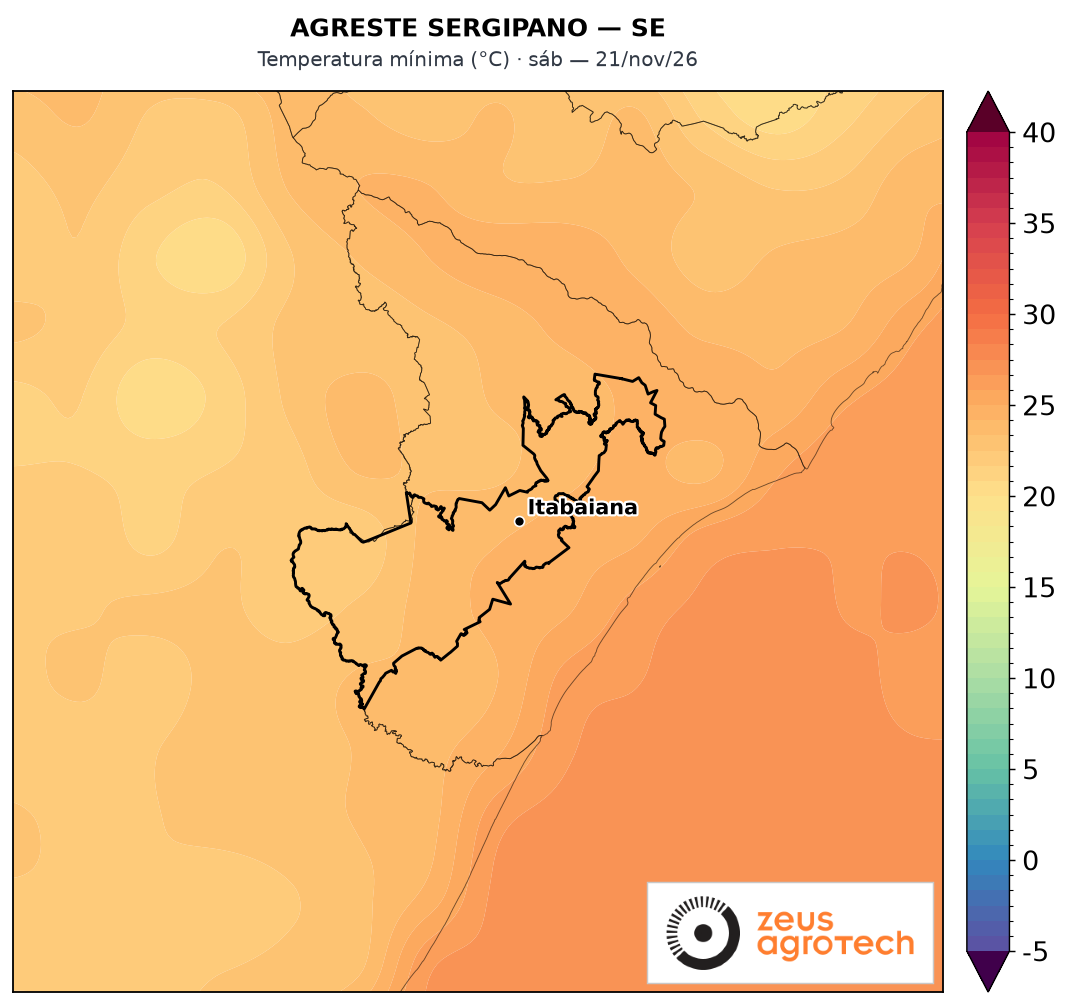 AGRESTE SERGIPANO — SE
Temperatura mínima (°C) · sáb — 21/nov/26
40
35
30
25
20
15
10
5
0
-5
Itabaiana
zeus
agrotech